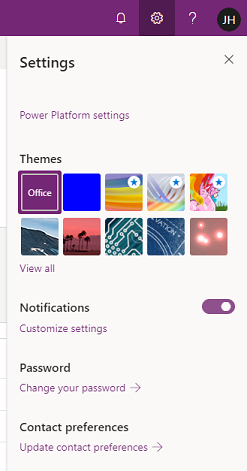 JH
Settings
Power Platform settings
Themes
Office
View all
Notifications
Customize settings
Password
Change your password
Contact preferences
Update contact preferences